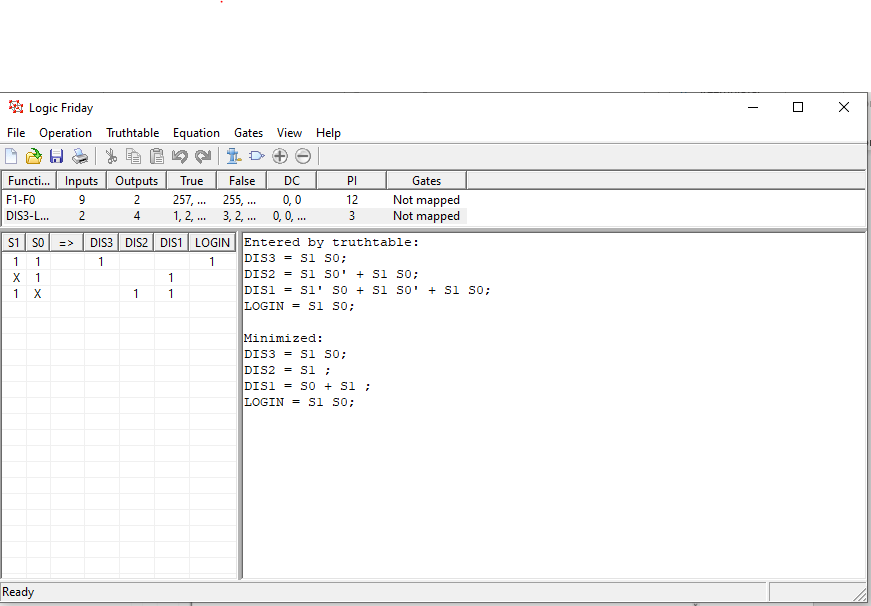 Logic Friday
File Operation Truthtable Equation Gates View Help
Functi... Inputs Outputs True False DC PI Gates
F1-F0 9 2 257, ... 255, ... 0, 0 12 Not mapped
DIS3-L... 2 4 1, 2, ... 3, 2, ... 0, 0, ... 3 Not mapped
S1 S0 => DIS3 DIS2 DIS1 LOGIN
1 1 1 1
X 1 1
1 X 1 1
Entered by truthtable:
DIS3 = S1 S0;
DIS2 = S1 S0' + S1 S0;
DIS1 = S1' S0 + S1 S0' + S1 S0;
LOGIN = S1 S0;
Minimized:
DIS3 = S1 S0;
DIS2 = S1 ;
DIS1 = S0 + S1 ;
LOGIN = S1 S0;
Ready